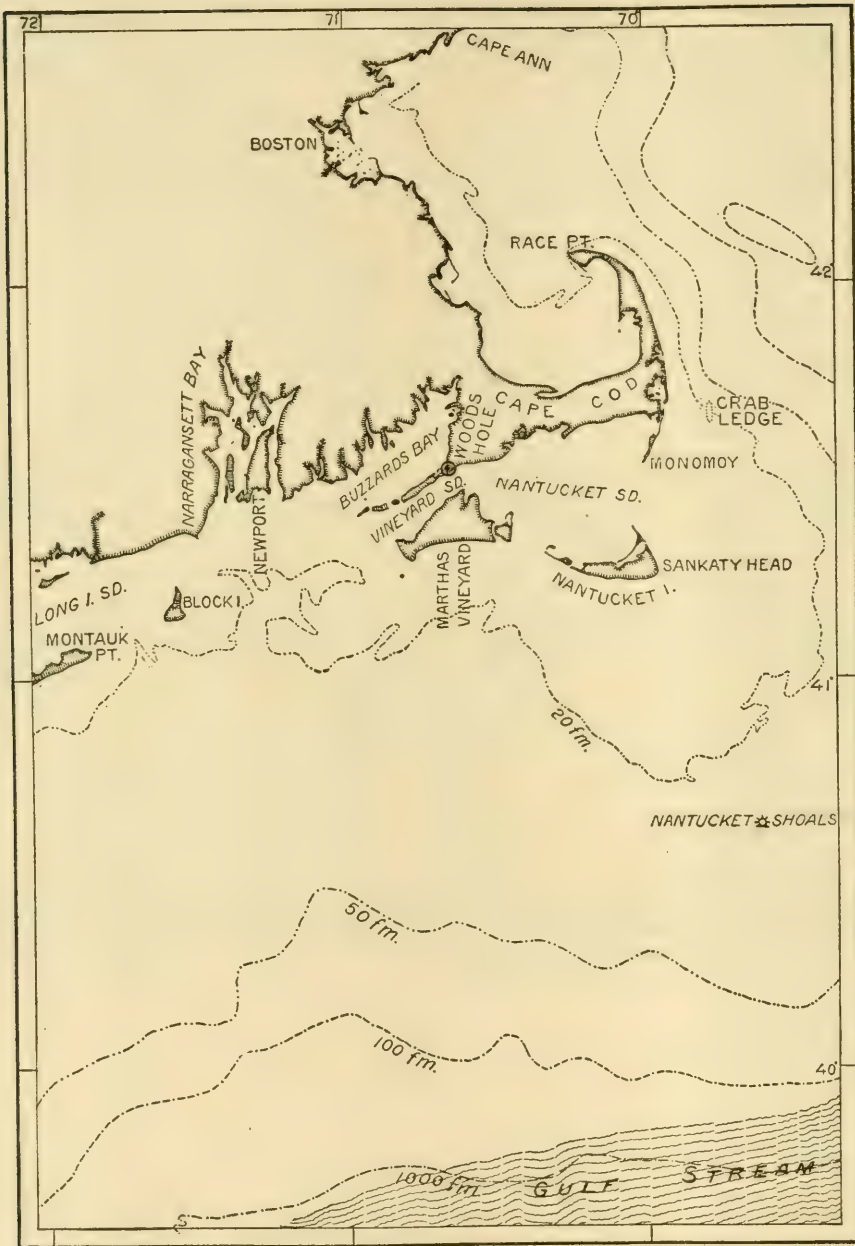 72
71
70
CAPE ANN
BOSTON
RACE PT.
42
NARRAGANSETT BAY
BUZZARDS BAY
WOODS
HOLE
CAPE COD
CRAB
LEDGE
MONOMOY
VINEYARD SD.
NANTUCKET SD.
NEWPORT
MARTHAS
VINEYARD
SANKATY HEAD
NANTUCKET I.
LONG I. SD.
BLOCK I.
MONTAUK
PT.
41°
20 fm.
NANTUCKET SHOALS
50 fm.
100 fm.
40°
1000 fm.
GULF STREAM